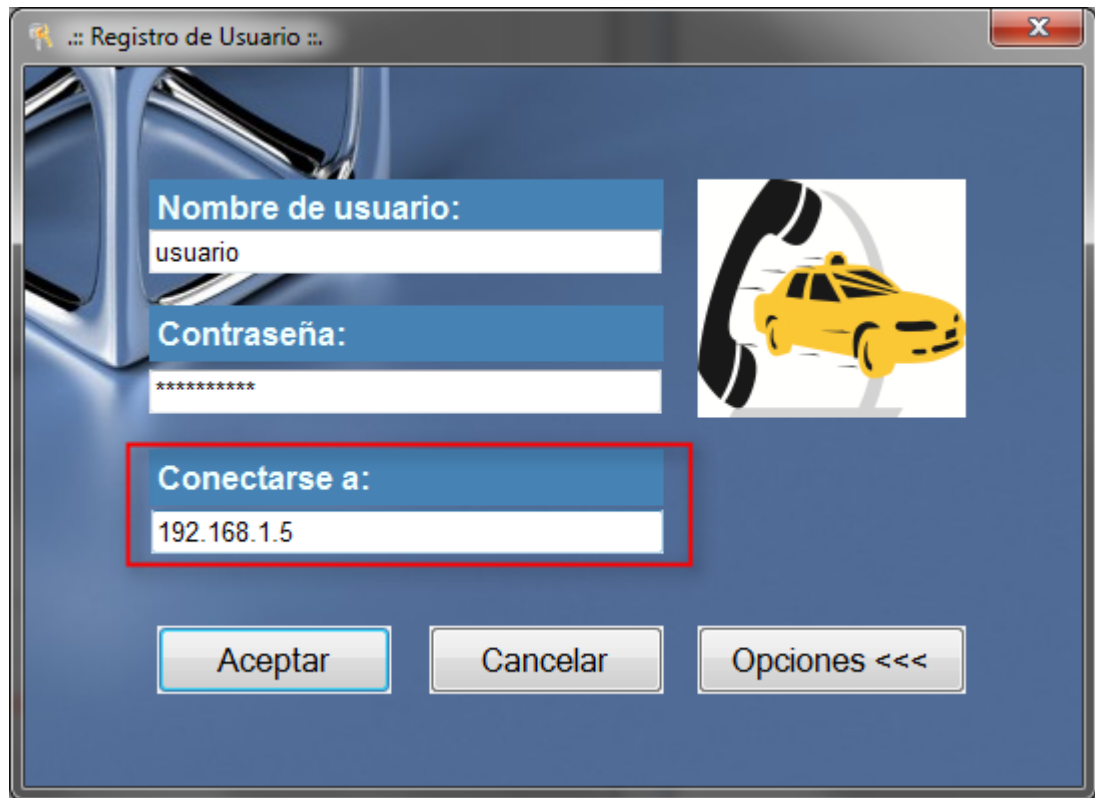 .:: Registro de Usuario ::.
Nombre de usuario:
usuario
Contraseña:
**********
Conectarse a:
192.168.1.5
Aceptar Cancelar Opciones <<<